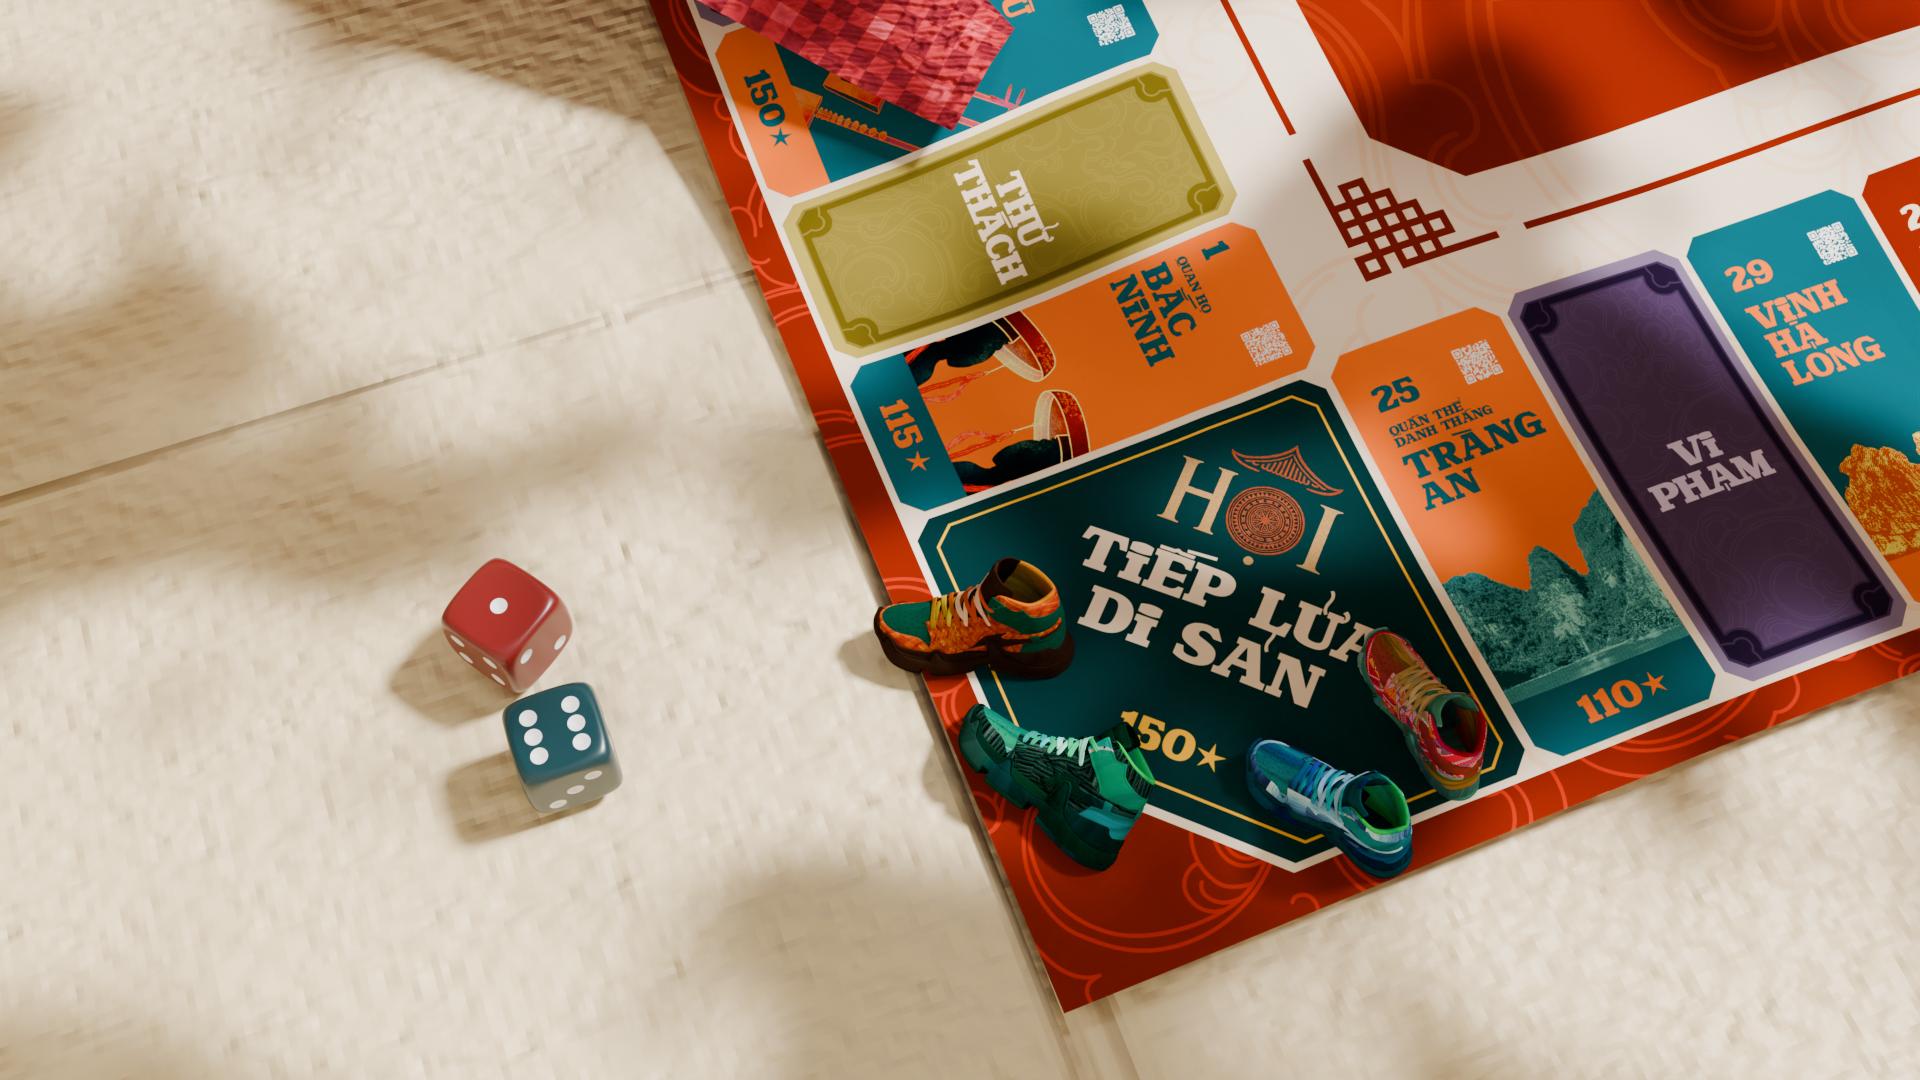 150★
THỬ
THÁCH
1
QUAN HỌ
BẮC
NINH
115★
HỘI
TIẾP LỬA
DI SẢN
150★
25
QUẦN THỂ
DANH THẮNG
TRÀNG
AN
110★
VI
PHẠM
29
VỊNH
HẠ
LONG